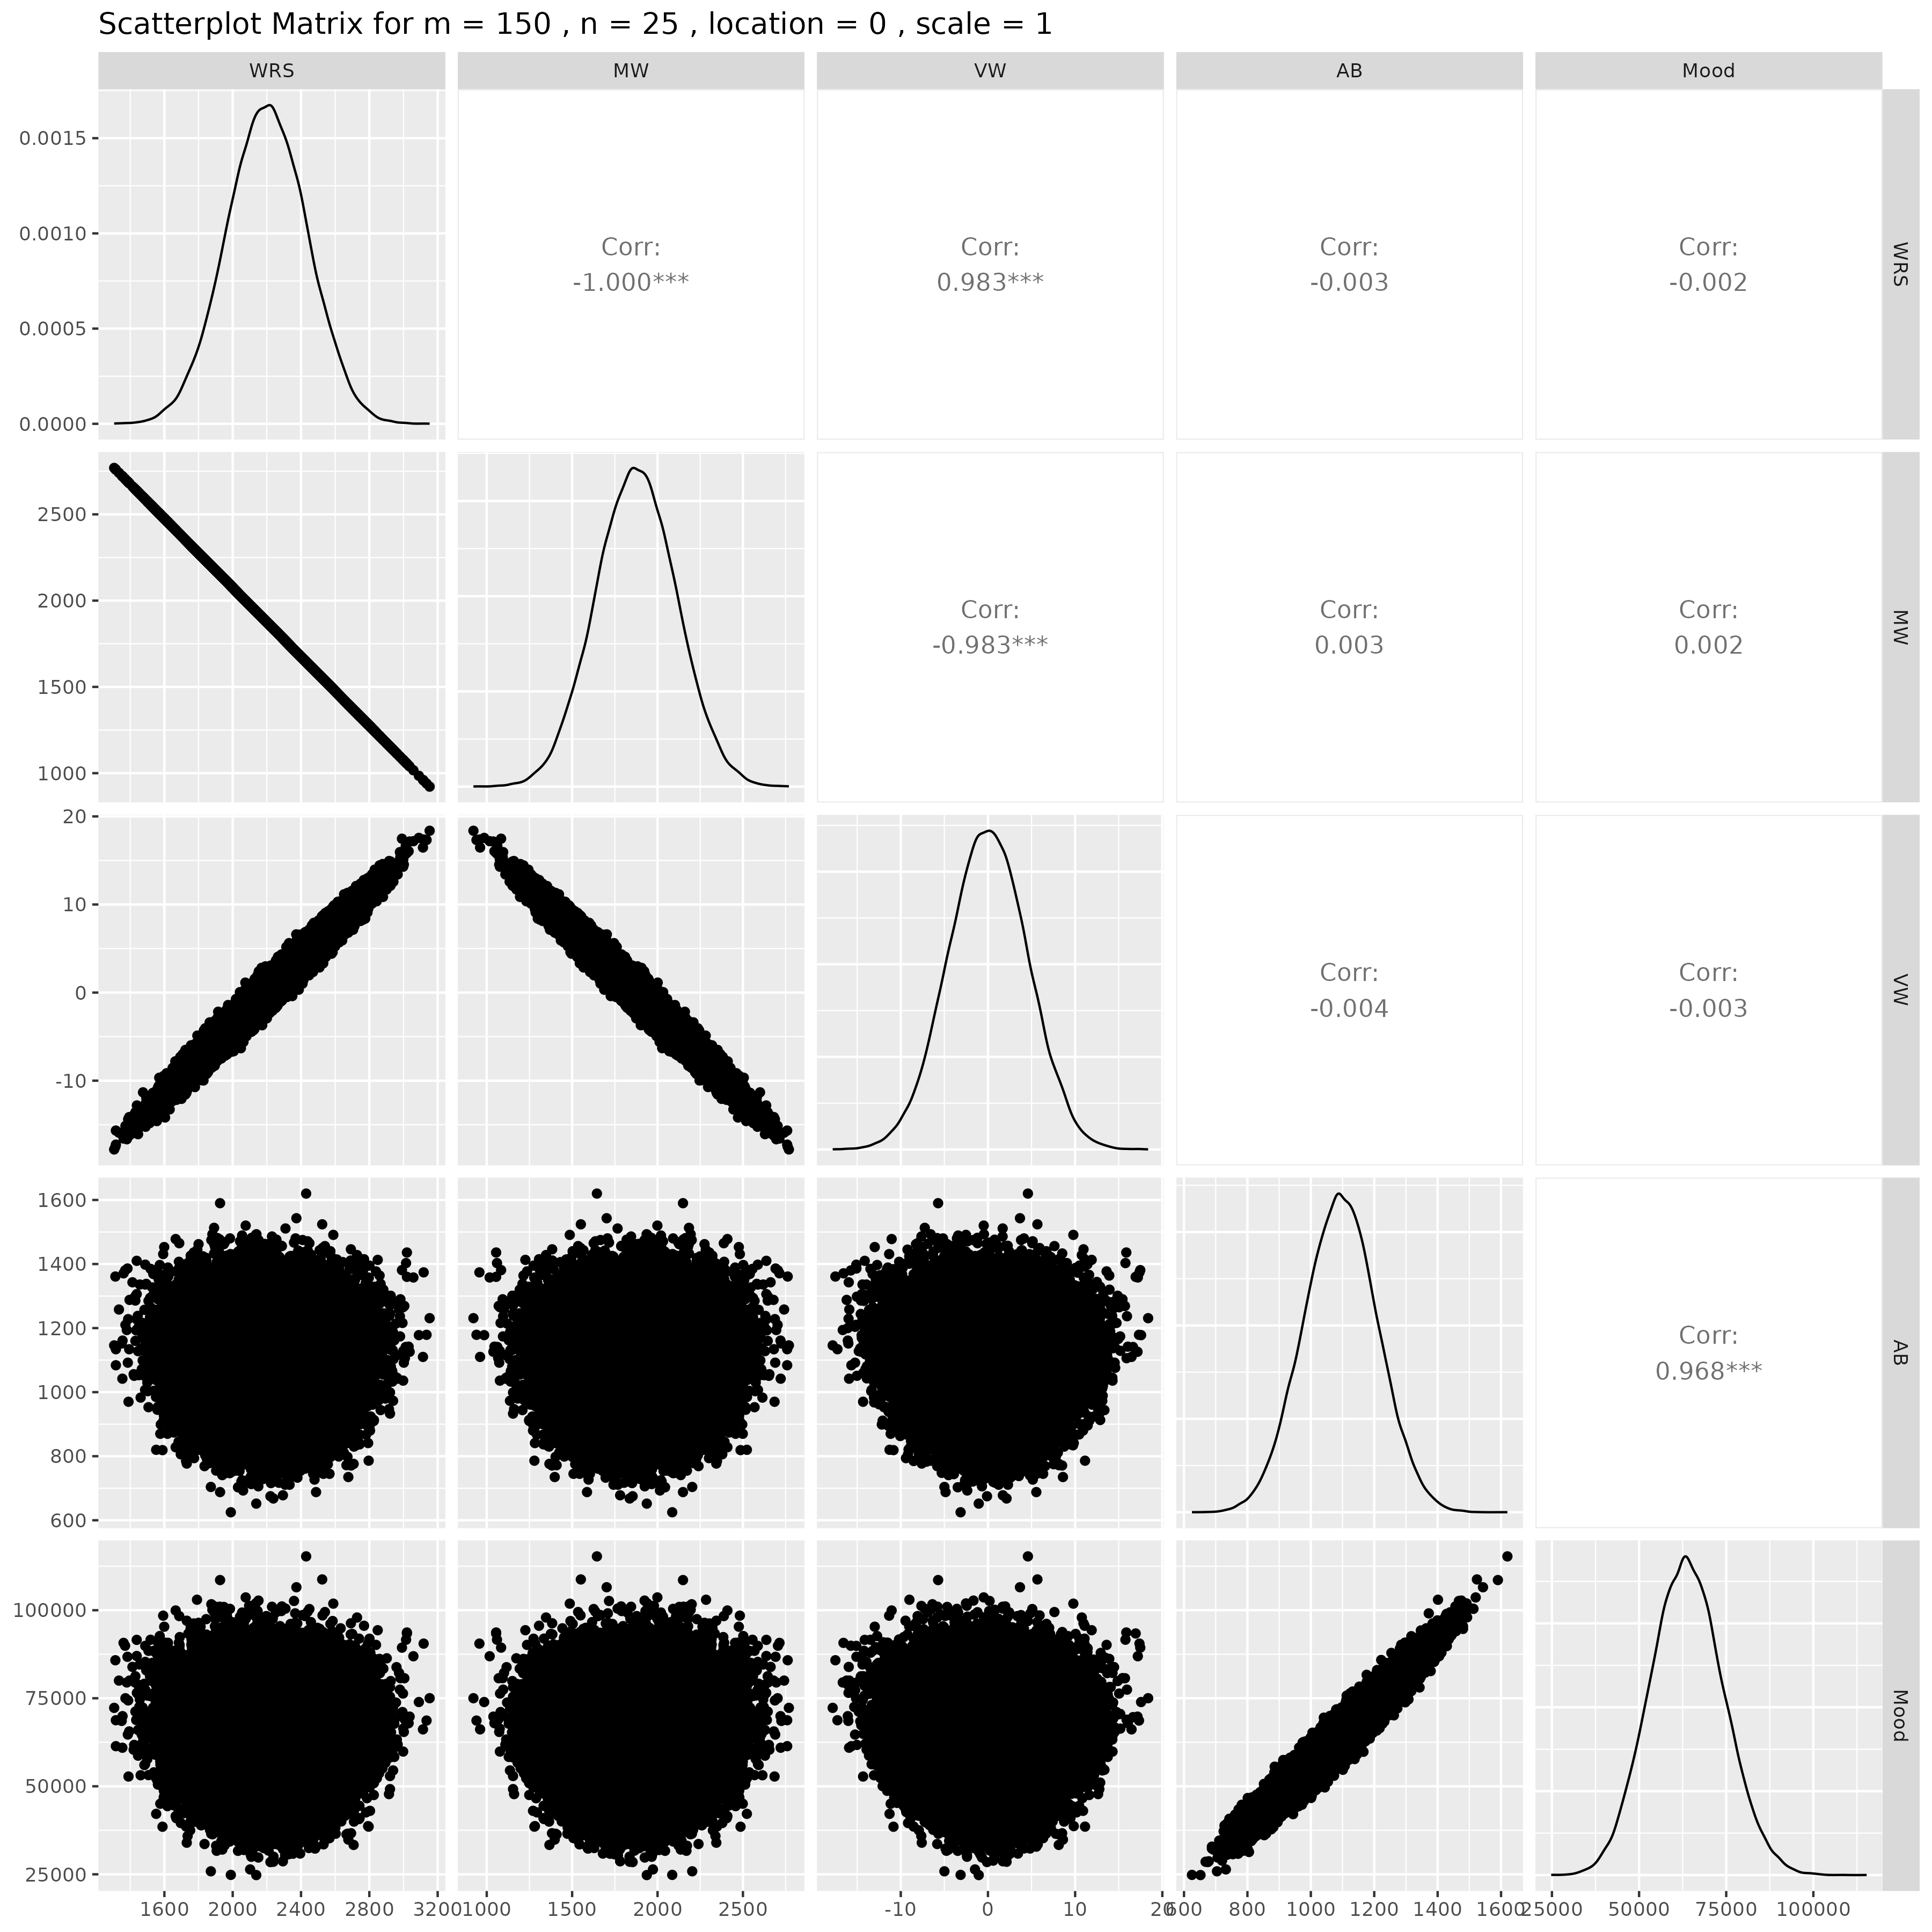 Scatterplot Matrix for m = 150 , n = 25 , location = 0 , scale = 1
WRS MW VW AB Mood
0.0015
0.0010
0.0005
0.0000
Corr:
-1.000***
Corr:
0.983***
Corr:
-0.003
Corr:
-0.002
WRS
2500
2000
1500
1000
Corr:
-0.983***
Corr:
0.003
Corr:
0.002
MW
20
10
0
-10
Corr:
-0.004
Corr:
-0.003
VW
1600
1400
1200
1000
800
600
Corr:
0.968***
AB
100000
75000
50000
25000
Mood
1600 2000 2400 2800 3200
1000 1500 2000 2500
-10 0 10 20
600 800 1000 1200 1400 1600
25000 50000 75000 100000